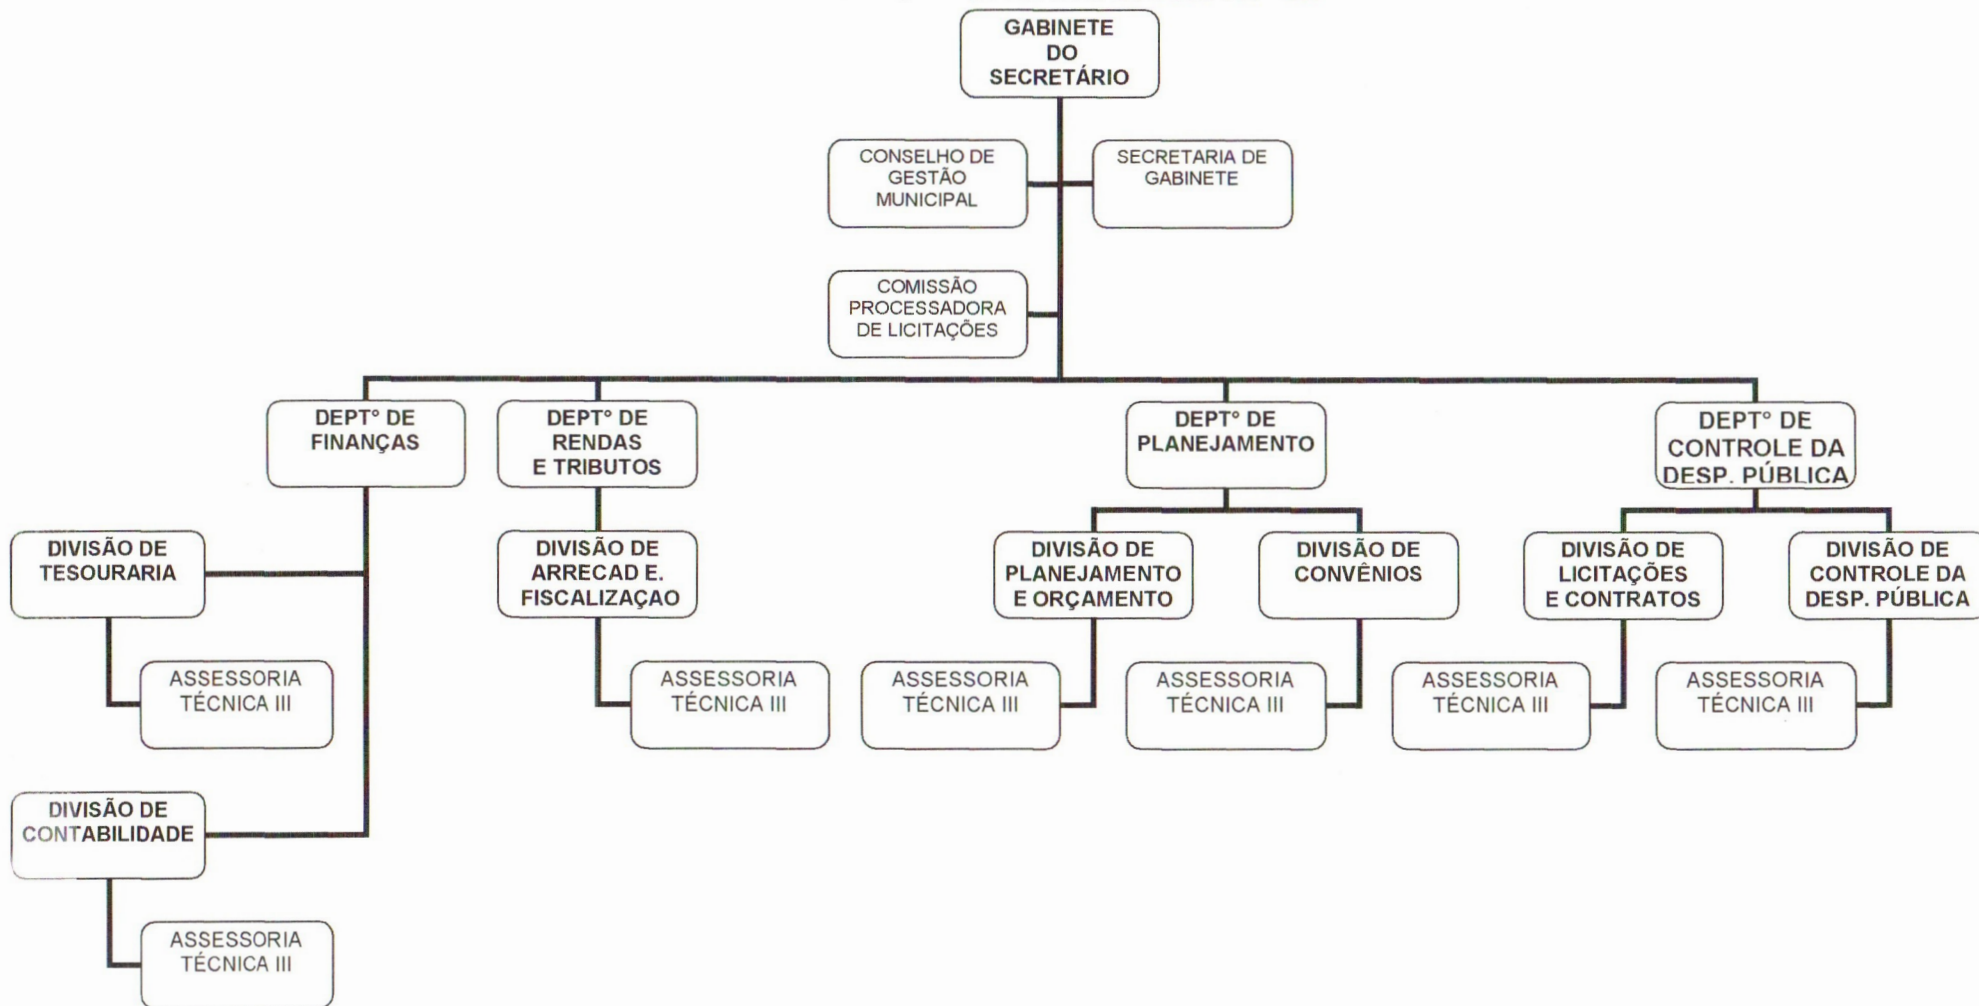 GABINETE
DO
SECRETÁRIO
CONSELHO DE
GESTÃO
MUNICIPAL
SECRETARIA DE
GABINETE
COMISSÃO
PROCESSADORA
DE LICITAÇÕES
DEPT° DE
FINANÇAS
DEPT° DE
RENDAS
E TRIBUTOS
DEPT° DE
PLANEJAMENTO
DEPT° DE
CONTROLE DA
DESP. PÚBLICA
DIVISÃO DE
TESOURARIA
DIVISÃO DE
ARRECAD E.
FISCALIZAÇAO
DIVISÃO DE
PLANEJAMENTO
E ORÇAMENTO
DIVISÃO DE
CONVÊNIOS
DIVISÃO DE
LICITAÇÕES
E CONTRATOS
DIVISÃO DE
CONTROLE DA
DESP. PÚBLICA
ASSESSORIA
TÉCNICA III
ASSESSORIA
TÉCNICA III
ASSESSORIA
TÉCNICA III
ASSESSORIA
TÉCNICA III
ASSESSORIA
TÉCNICA III
ASSESSORIA
TÉCNICA III
DIVISÃO DE
CONTABILIDADE
ASSESSORIA
TÉCNICA III